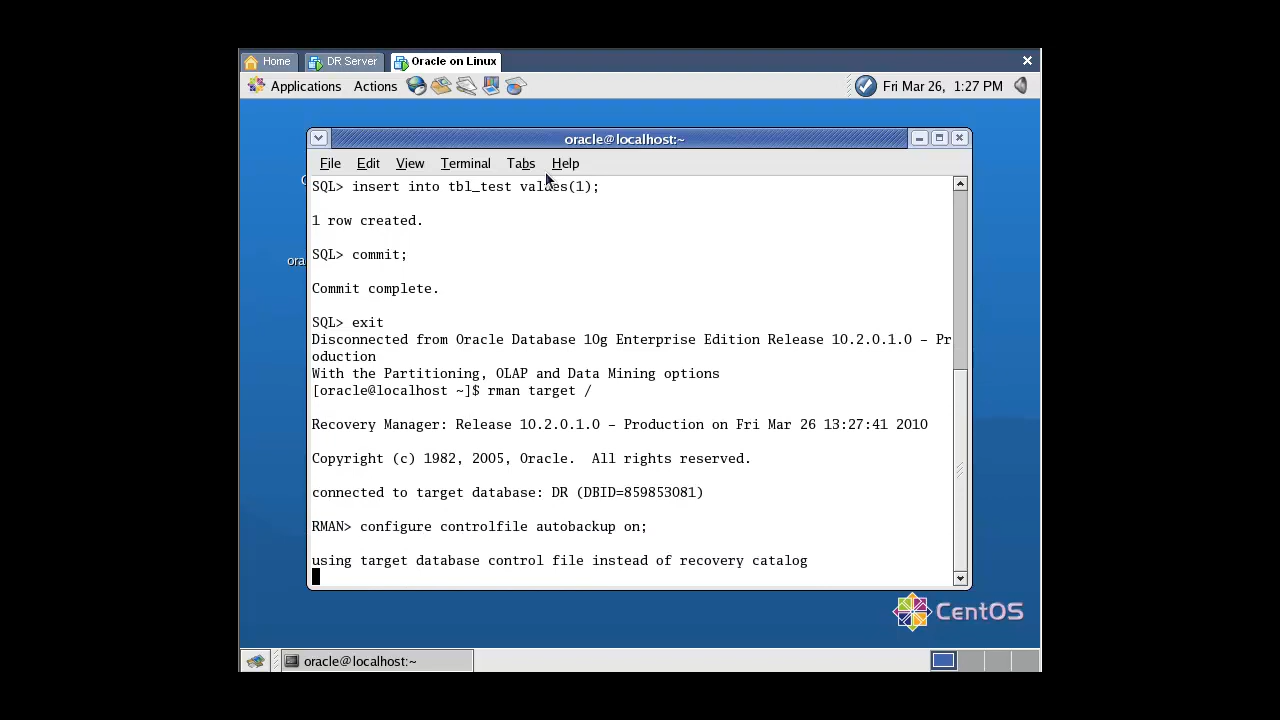 Home DR Server Oracle on Linux
Applications Actions Fri Mar 26, 1:27 PM
oracle@localhost:~
File Edit View Terminal Tabs Help
SQL> insert into tbl_test values(1);
1 row created.
SQL> commit;
ora
Commit complete.
SQL> exit
Disconnected from Oracle Database 10g Enterprise Edition Release 10.2.0.1.0 – Pr
oduction
With the Partitioning, OLAP and Data Mining options
[oracle@localhost ~]$ rman target /
Recovery Manager: Release 10.2.0.1.0 – Production on Fri Mar 26 13:27:41 2010
Copyright (c) 1982, 2005, Oracle.  All rights reserved.
connected to target database: DR (DBID=859853081)
RMAN> configure controlfile autobackup on;
using target database control file instead of recovery catalog
CentOS
oracle@localhost:~